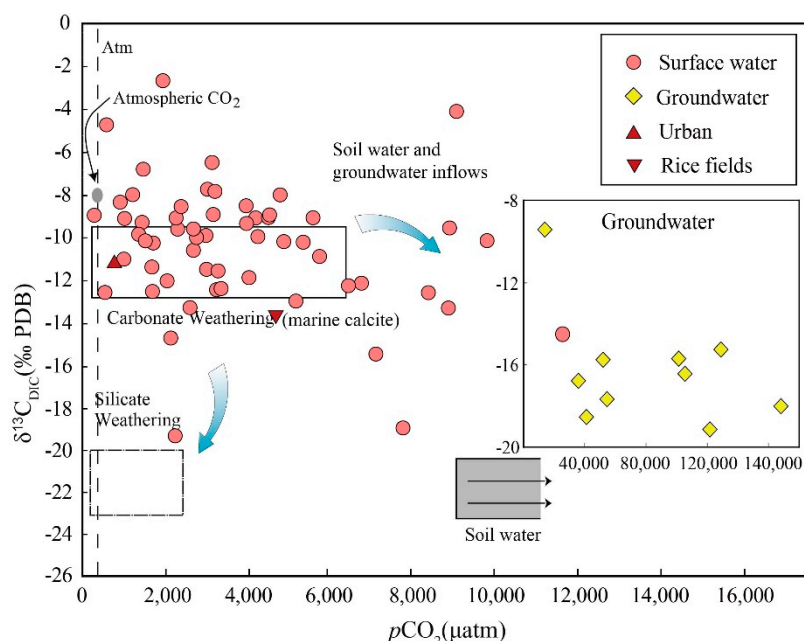 0
-2
-4
-6
-8
-10
-12
-14
-16
-18
-20
-22
-24
-26
δ¹³C_DIC(‰ PDB)
Atm
Atmospheric CO₂
Surface water
Groundwater
Urban
Rice fields
Soil water and
groundwater inflows
Carbonate Weathering (marine calcite)
Silicate
Weathering
Groundwater
-8
-12
-16
-20
40,000 80,000 120,000 140,000
Soil water
0 2,000 4,000 6,000 8,000 10,000 12,000 14,000 16,000
pCO₂(µatm)